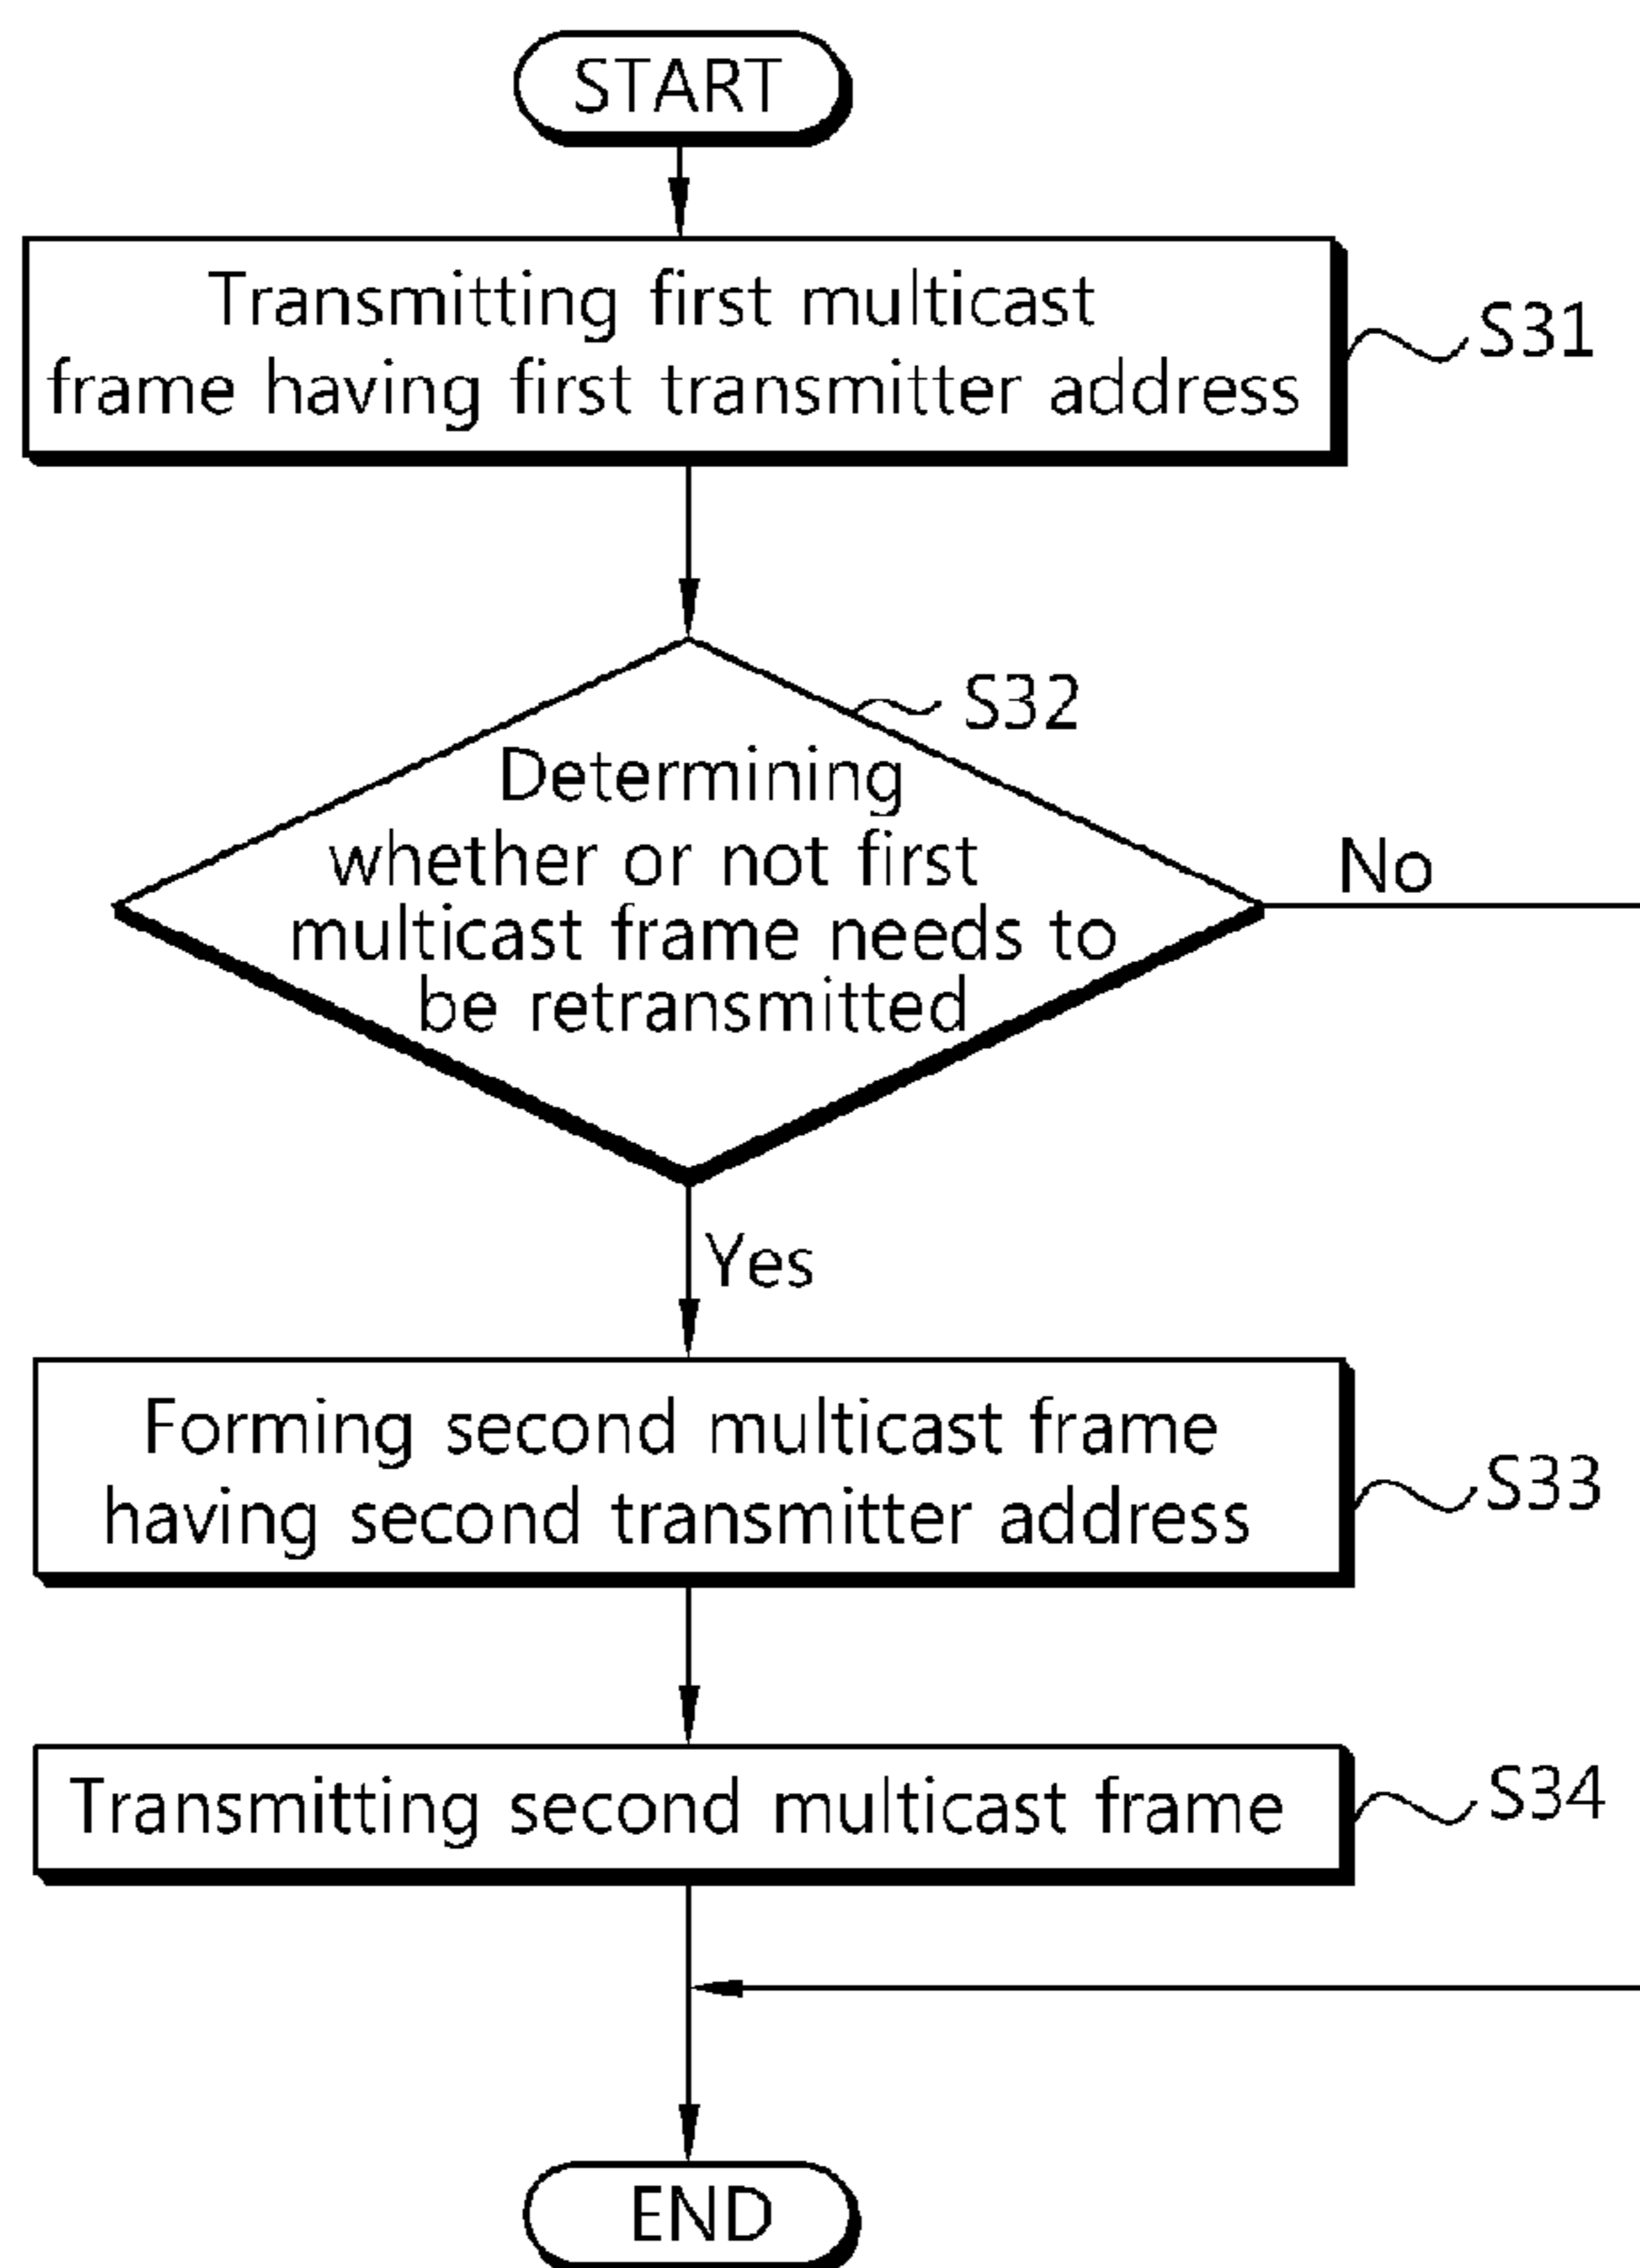 START
Transmitting first multicast
frame having first transmitter address
S31
S32
Determining
whether or not first
multicast frame needs to
be retransmitted
No
Yes
Forming second multicast frame
having second transmitter address
S33
Transmitting second multicast frame
S34
END